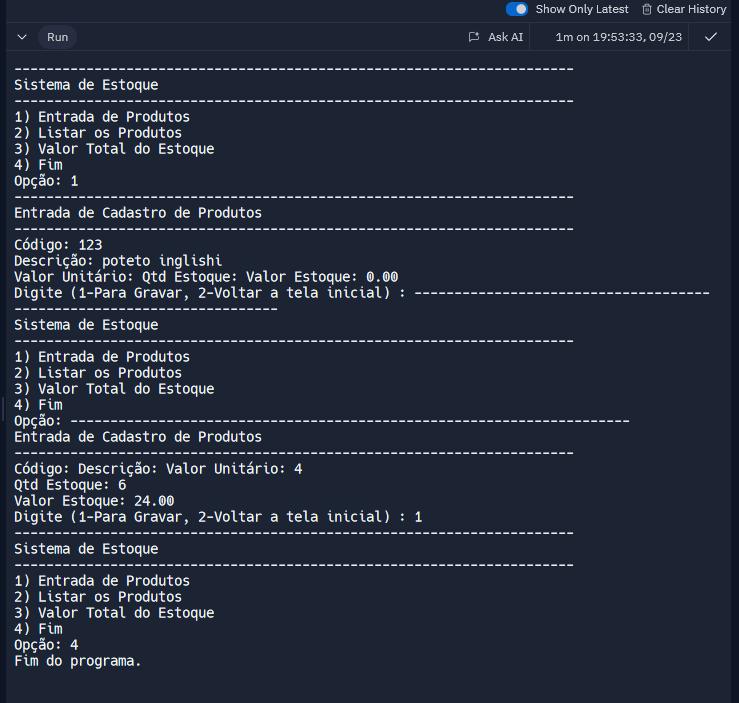 Show Only Latest Clear History
Run Ask AI 1m on 19:53:33, 09/23
----------------------------------------------------------------------
Sistema de Estoque
----------------------------------------------------------------------
1) Entrada de Produtos
2) Listar os Produtos
3) Valor Total do Estoque
4) Fim
Opção: 1
----------------------------------------------------------------------
Entrada de Cadastro de Produtos
----------------------------------------------------------------------
Código: 123
Descrição: poteto inglishi
Valor Unitário: Qtd Estoque: Valor Estoque: 0.00
Digite (1-Para Gravar, 2-Voltar a tela inicial) : -------------------------------------
---------------------------------
Sistema de Estoque
----------------------------------------------------------------------
1) Entrada de Produtos
2) Listar os Produtos
3) Valor Total do Estoque
4) Fim
Opção: ----------------------------------------------------------------------
Entrada de Cadastro de Produtos
----------------------------------------------------------------------
Código: Descrição: Valor Unitário: 4
Qtd Estoque: 6
Valor Estoque: 24.00
Digite (1-Para Gravar, 2-Voltar a tela inicial) : 1
----------------------------------------------------------------------
Sistema de Estoque
----------------------------------------------------------------------
1) Entrada de Produtos
2) Listar os Produtos
3) Valor Total do Estoque
4) Fim
Opção: 4
Fim do programa.